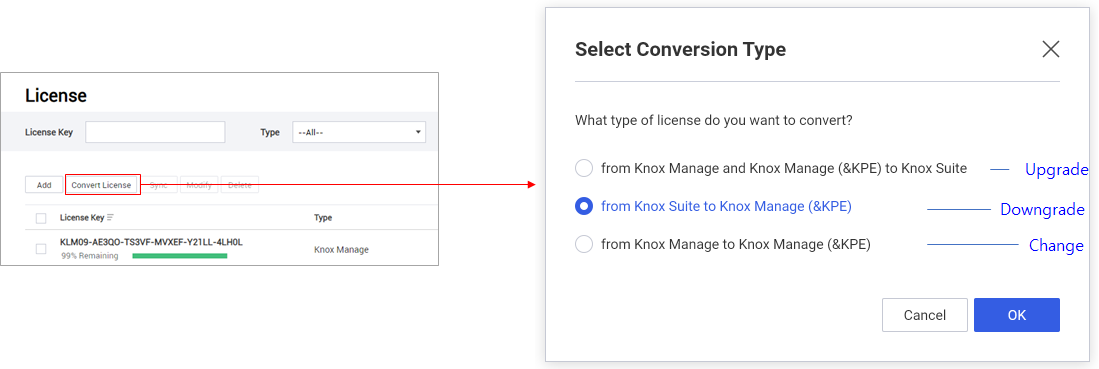 License
License Key
Type
--All--
Add
Convert License
Sync
Modify
Delete
License Key
Type
KLM09-AE3QO-TS3VF-MVXEF-Y21LL-4LH0L
99% Remaining
Knox Manage
Select Conversion Type
What type of license do you want to convert?
from Knox Manage and Knox Manage (&KPE) to Knox Suite
Upgrade
from Knox Suite to Knox Manage (&KPE)
Downgrade
from Knox Manage to Knox Manage (&KPE)
Change
Cancel
OK